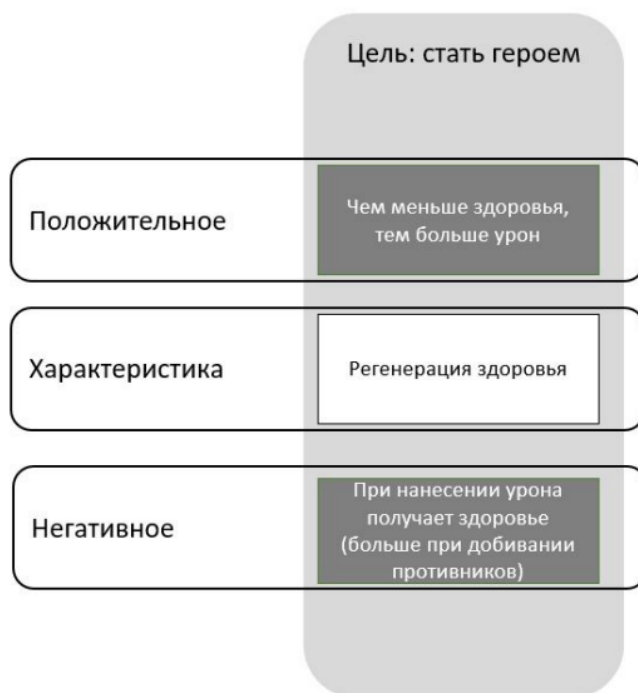 Цель: стать героем
Положительное
Чем меньше здоровья,
тем больше урон
Характеристика
Регенерация здоровья
Негативное
При нанесении урона
получает здоровье
(больше при добивании
противников)